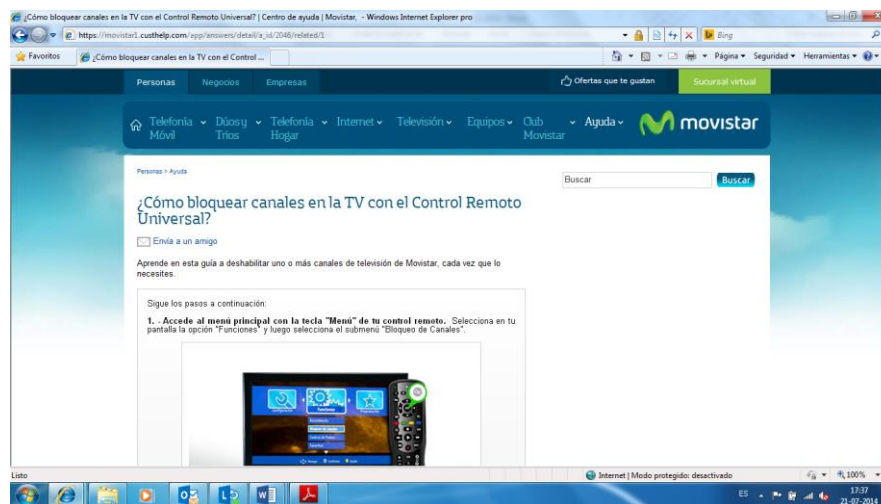 ¿Cómo bloquear canales en la TV con el Control Remoto Universal? | Centro de ayuda | Movistar, - Windows Internet Explorer pro
https://movistar1.custhelp.com/app/answers/detail/a_id/2046/related/1
Bing
Favoritos
¿Cómo bloquear canales en la TV con el Control ...
Página
Seguridad
Herramientas
Personas
Negocios
Empresas
Ofertas que te gustan
Sucursal virtual
Telefonía Móvil
Dúos y Tríos
Telefonía Hogar
Internet
Televisión
Equipos
Club Movistar
Ayuda
movistar
Personas > Ayuda
Buscar
Buscar
¿Cómo bloquear canales en la TV con el Control Remoto
Universal?
Envía a un amigo
Aprende en esta guía a deshabilitar uno o más canales de televisión de Movistar, cada vez que lo
necesites.
Sigue los pasos a continuación:
1. - Accede al menú principal con la tecla "Menú" de tu control remoto. Selecciona en tu
pantalla la opción "Funciones" y luego selecciona el submenú "Bloqueo de Canales".
Funciones
Listo
Internet | Modo protegido: desactivado
100%
ES
17:37
21-07-2014